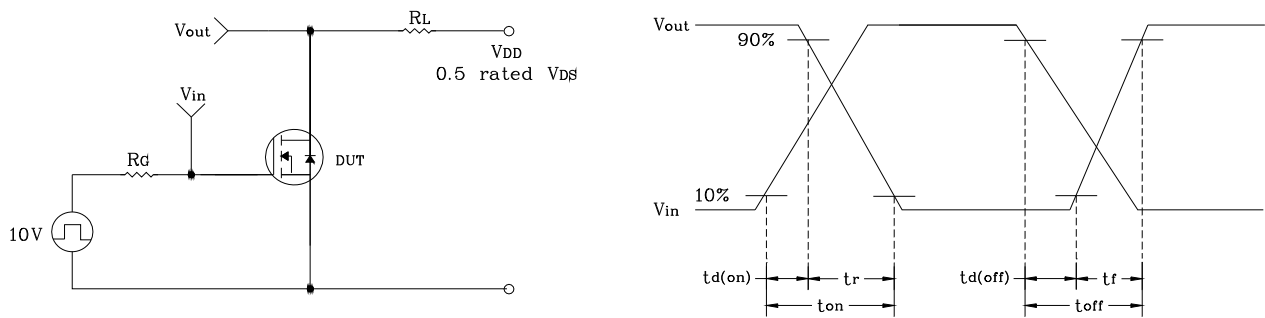 Vout
RL
VDD
0.5 rated VDS
Vin
RG
DUT
10V
Vout
90%
10%
Vin
td(on)
tr
td(off)
tf
ton
toff